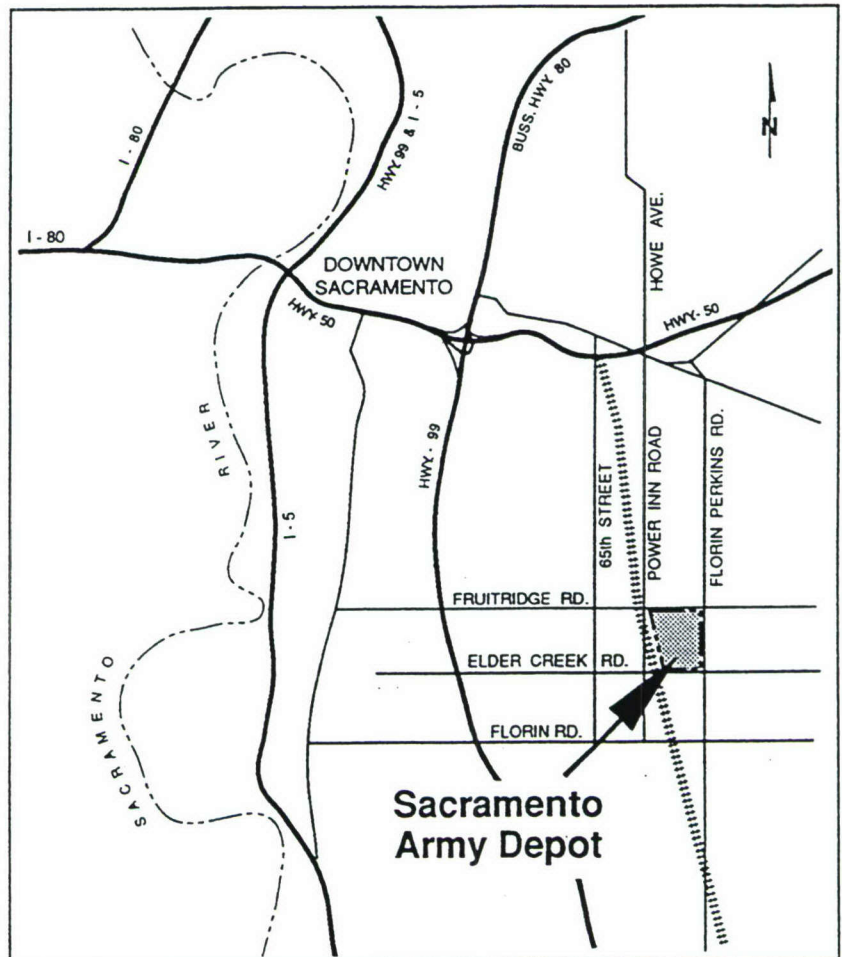 I - 80
HWY 99 & I - 5
BUSS. HWY. 80
N
I - 80
HOWE AVE.
DOWNTOWN
SACRAMENTO
HWY-50
HWY- 50
RIVER
HWY - 99
I - 5
65th STREET
POWER INN ROAD
FLORIN PERKINS RD.
FRUITRIDGE RD.
ELDER CREEK RD.
SACRAMENTO
FLORIN RD.
Sacramento
Army Depot